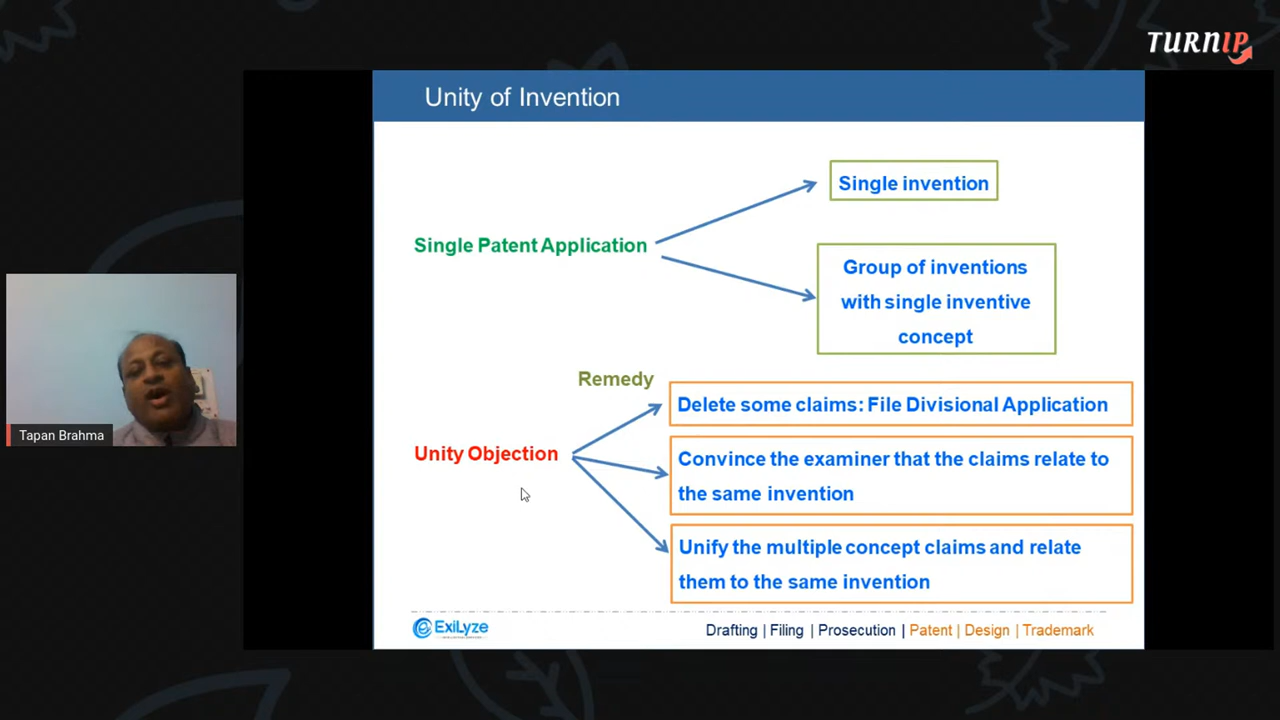 TURNIP
Unity of Invention
Single invention
Single Patent Application
Group of inventions
with single inventive
concept
Remedy
Delete some claims: File Divisional Application
Unity Objection
Convince the examiner that the claims relate to
the same invention
Unify the multiple concept claims and relate
them to the same invention
Tapan Brahma
ExiLyze
Drafting | Filing | Prosecution | Patent | Design | Trademark